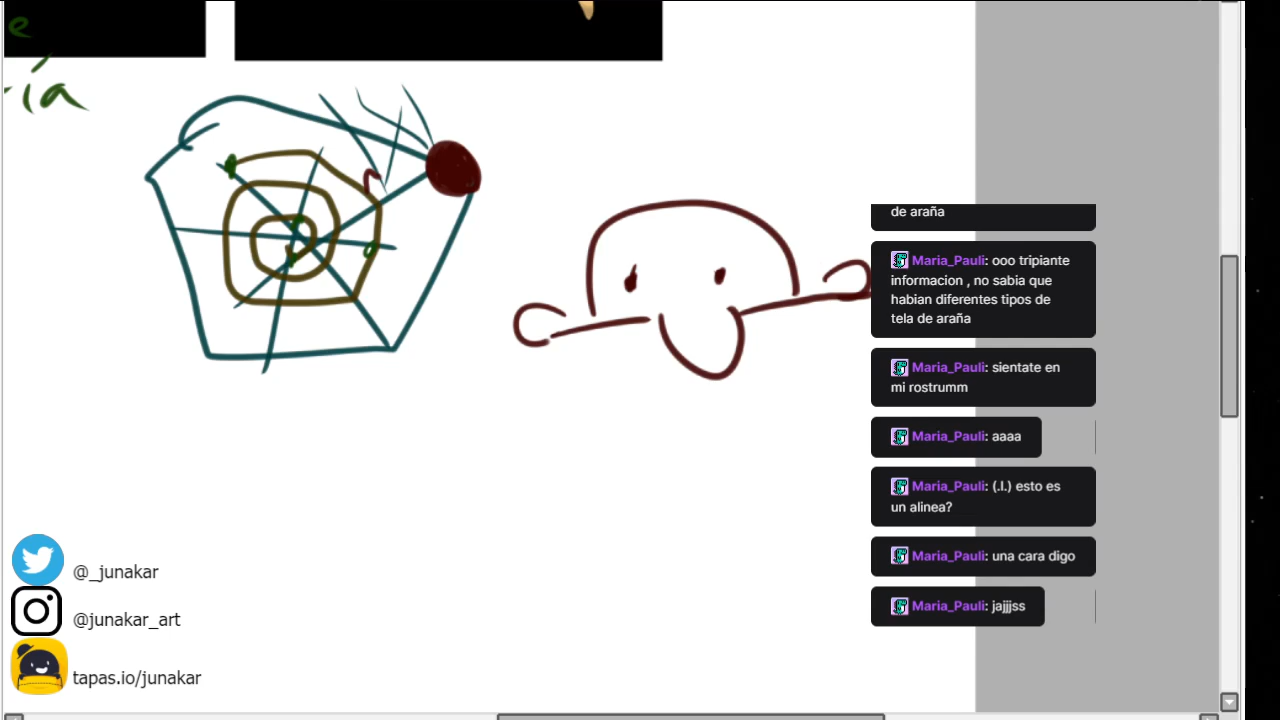 e
ía
de araña
Maria_Pauli: ooo tripiante
informacion , no sabia que
habian diferentes tipos de
tela de araña
Maria_Pauli: sientate en
mi rostrumm
Maria_Pauli: aaaa
Maria_Pauli: (.I.) esto es
un alinea?
Maria_Pauli: una cara digo
Maria_Pauli: jajjjss
@_junakar
@junakar_art
tapas.io/junakar